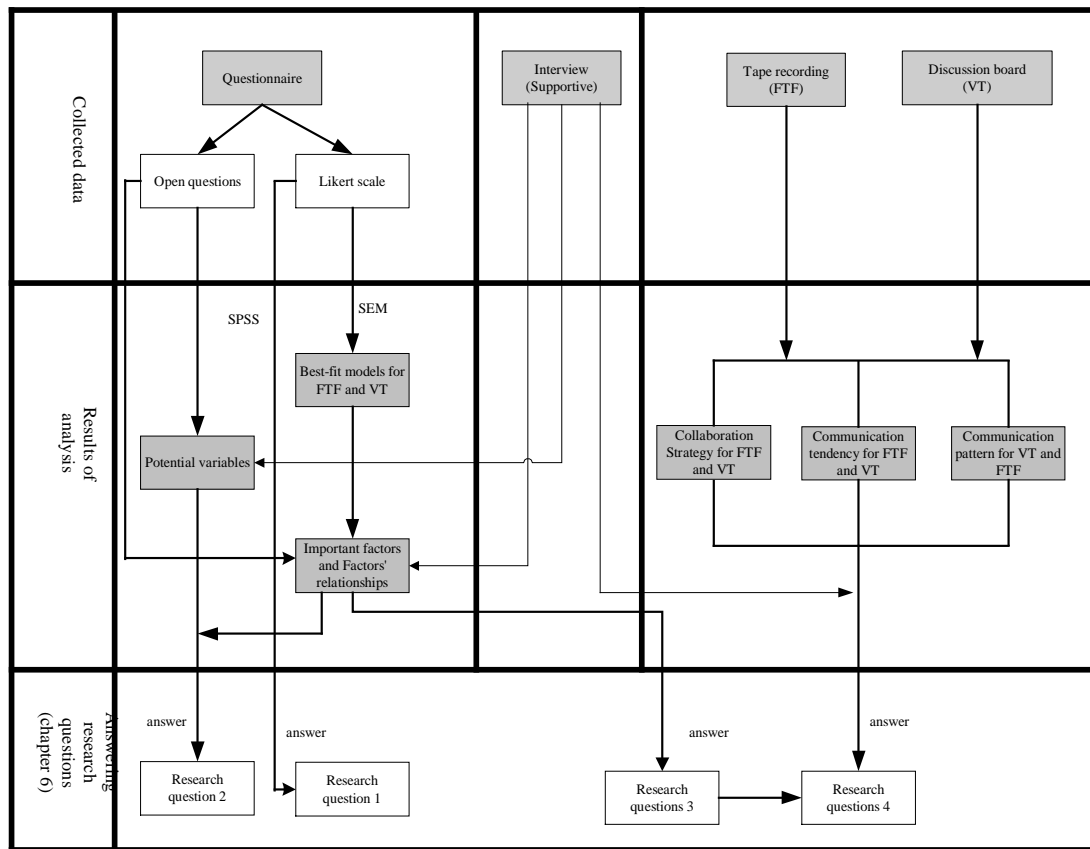 Collected data
Questionnaire
Interview
(Supportive)
Tape recording
(FTF)
Discussion board
(VT)
Open questions
Likert scale
Results of
analysis
SPSS
SEM
Best-fit models for
FTF and VT
Potential variables
Collaboration
Strategy for FTF
and VT
Communication
tendency for FTF
and VT
Communication
pattern for VT and
FTF
Important factors
and Factors'
relationships
Answering
research
questions
(chapter 6)
answer
answer
answer
answer
Research
question 2
Research
question 1
Research
questions 3
Research
questions 4